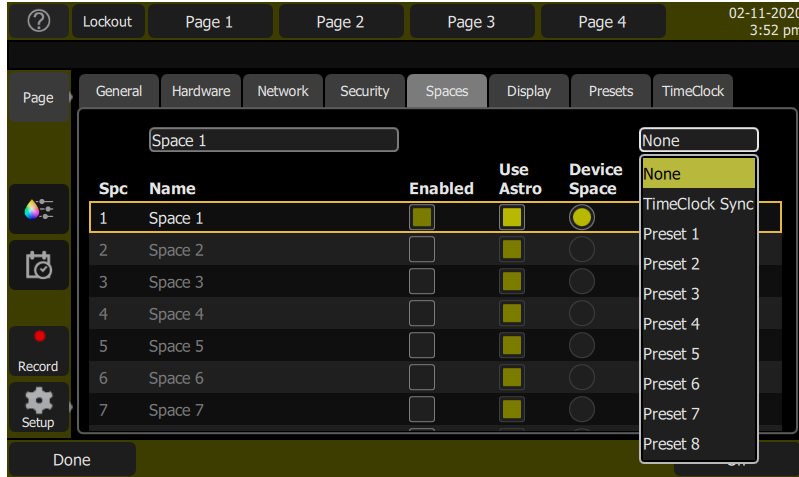 Lockout Page 1 Page 2 Page 3 Page 4 02-11-2020
3:52 pm
Page General Hardware Network Security Spaces Display Presets TimeClock
Space 1 None
Spc Name Enabled Use Astro Device Space
None
TimeClock Sync
1 Space 1
Preset 1
2 Space 2
Preset 2
3 Space 3
Preset 3
4 Space 4
Preset 4
5 Space 5
Preset 5
6 Space 6
Preset 6
7 Space 7
Preset 7
Preset 8
Record
Setup
Done